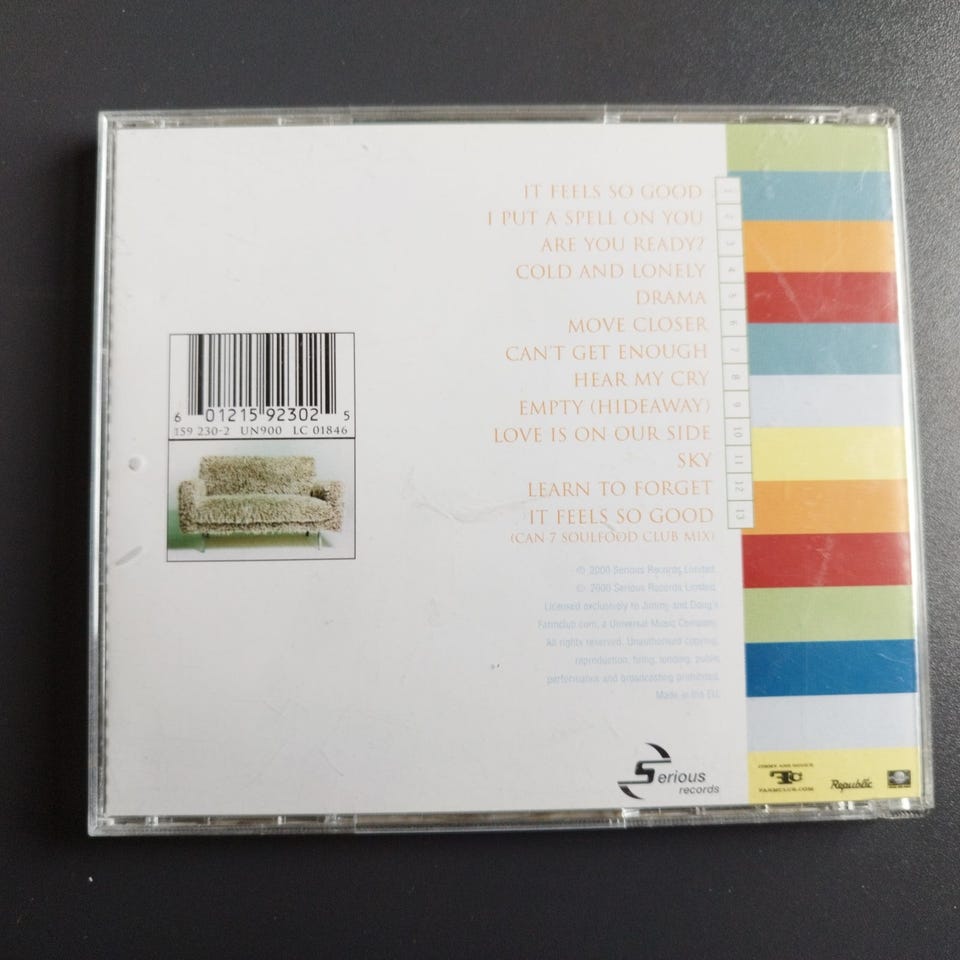 IT FEELS SO GOOD 1
I PUT A SPELL ON YOU 2
ARE YOU READY? 3
COLD AND LONELY 4
DRAMA 5
MOVE CLOSER 6
CAN'T GET ENOUGH 7
HEAR MY CRY 8
EMPTY (HIDEAWAY) 9
LOVE IS ON OUR SIDE 10
SKY 11
LEARN TO FORGET 12
IT FEELS SO GOOD 13
(CAN 7 SOULFOOD CLUB MIX)
6 01215 92302 5
159 230-2 UN900 LC 01846
℗ 2000 Serious Records Limited.
© 2000 Serious Records Limited.
Licensed exclusively to Jimmy and Doug's
Farmclub.com, a Universal Music Company.
All rights reserved. Unauthorised copying,
reproduction, hiring, lending, public
performance and broadcasting prohibited.
Made in the EU.
Serious
records
JIMMY AND DOUG'S
FARMCLUB.COM
Republic